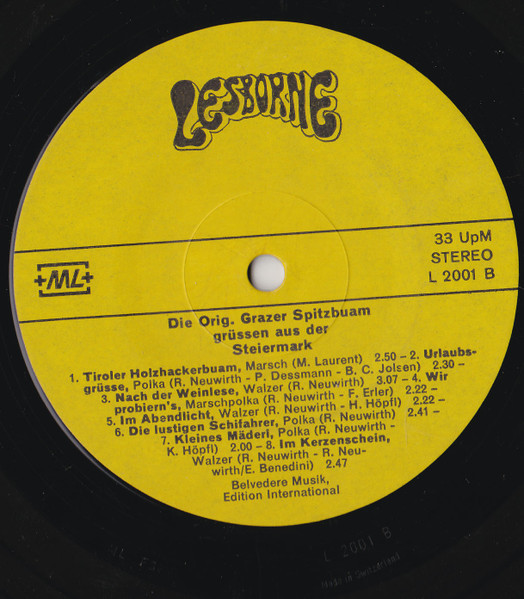 LESBORNE
+ML+
33 UpM
STEREO
L 2001 B
Die Orig. Grazer Spitzbuam
grüssen aus der
Steiermark
1. Tiroler Holzhackerbuam, Marsch (M. Laurent) 2.50 – 2. Urlaubs-
grüsse, Polka (R. Neuwirth - P. Dessmann - B. C. Jolsen) 2.30 –
3. Nach der Weinlese, Walzer (R. Neuwirth) 3.07 – 4. Wir
probiern's, Marschpolka (R. Neuwirth - F. Erler) 2.22 –
5. Im Abendlicht, Walzer (R. Neuwirth - H. Höpfl) 2.22 –
6. Die lustigen Schifahrer, Polka (R. Neuwirth) 2.41 –
7. Kleines Mäderl, Polka (R. Neuwirth -
K. Höpfl) 2.00 – 8. Im Kerzenschein,
Walzer (R. Neuwirth - R. Neu-
wirth/E. Benedini) 2.47
Belvedere Musik,
Edition International
L 2001 B
Made in Switzerland